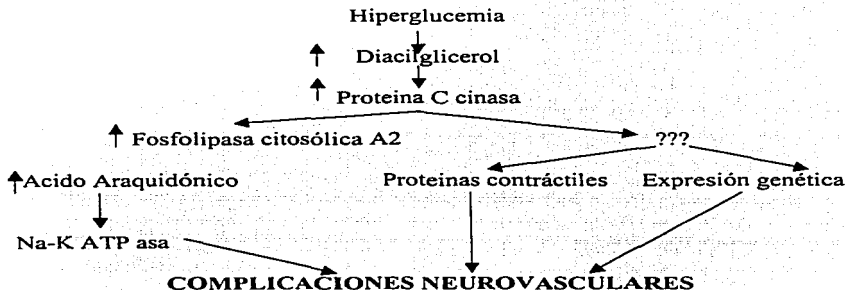 Hiperglucemia
Diacilglicerol
Proteina C cinasa
Fosfolipasa citosólica A2
???
Acido Araquidónico
Proteinas contráctiles
Expresión genética
Na-K ATP asa
COMPLICACIONES NEUROVASCULARES